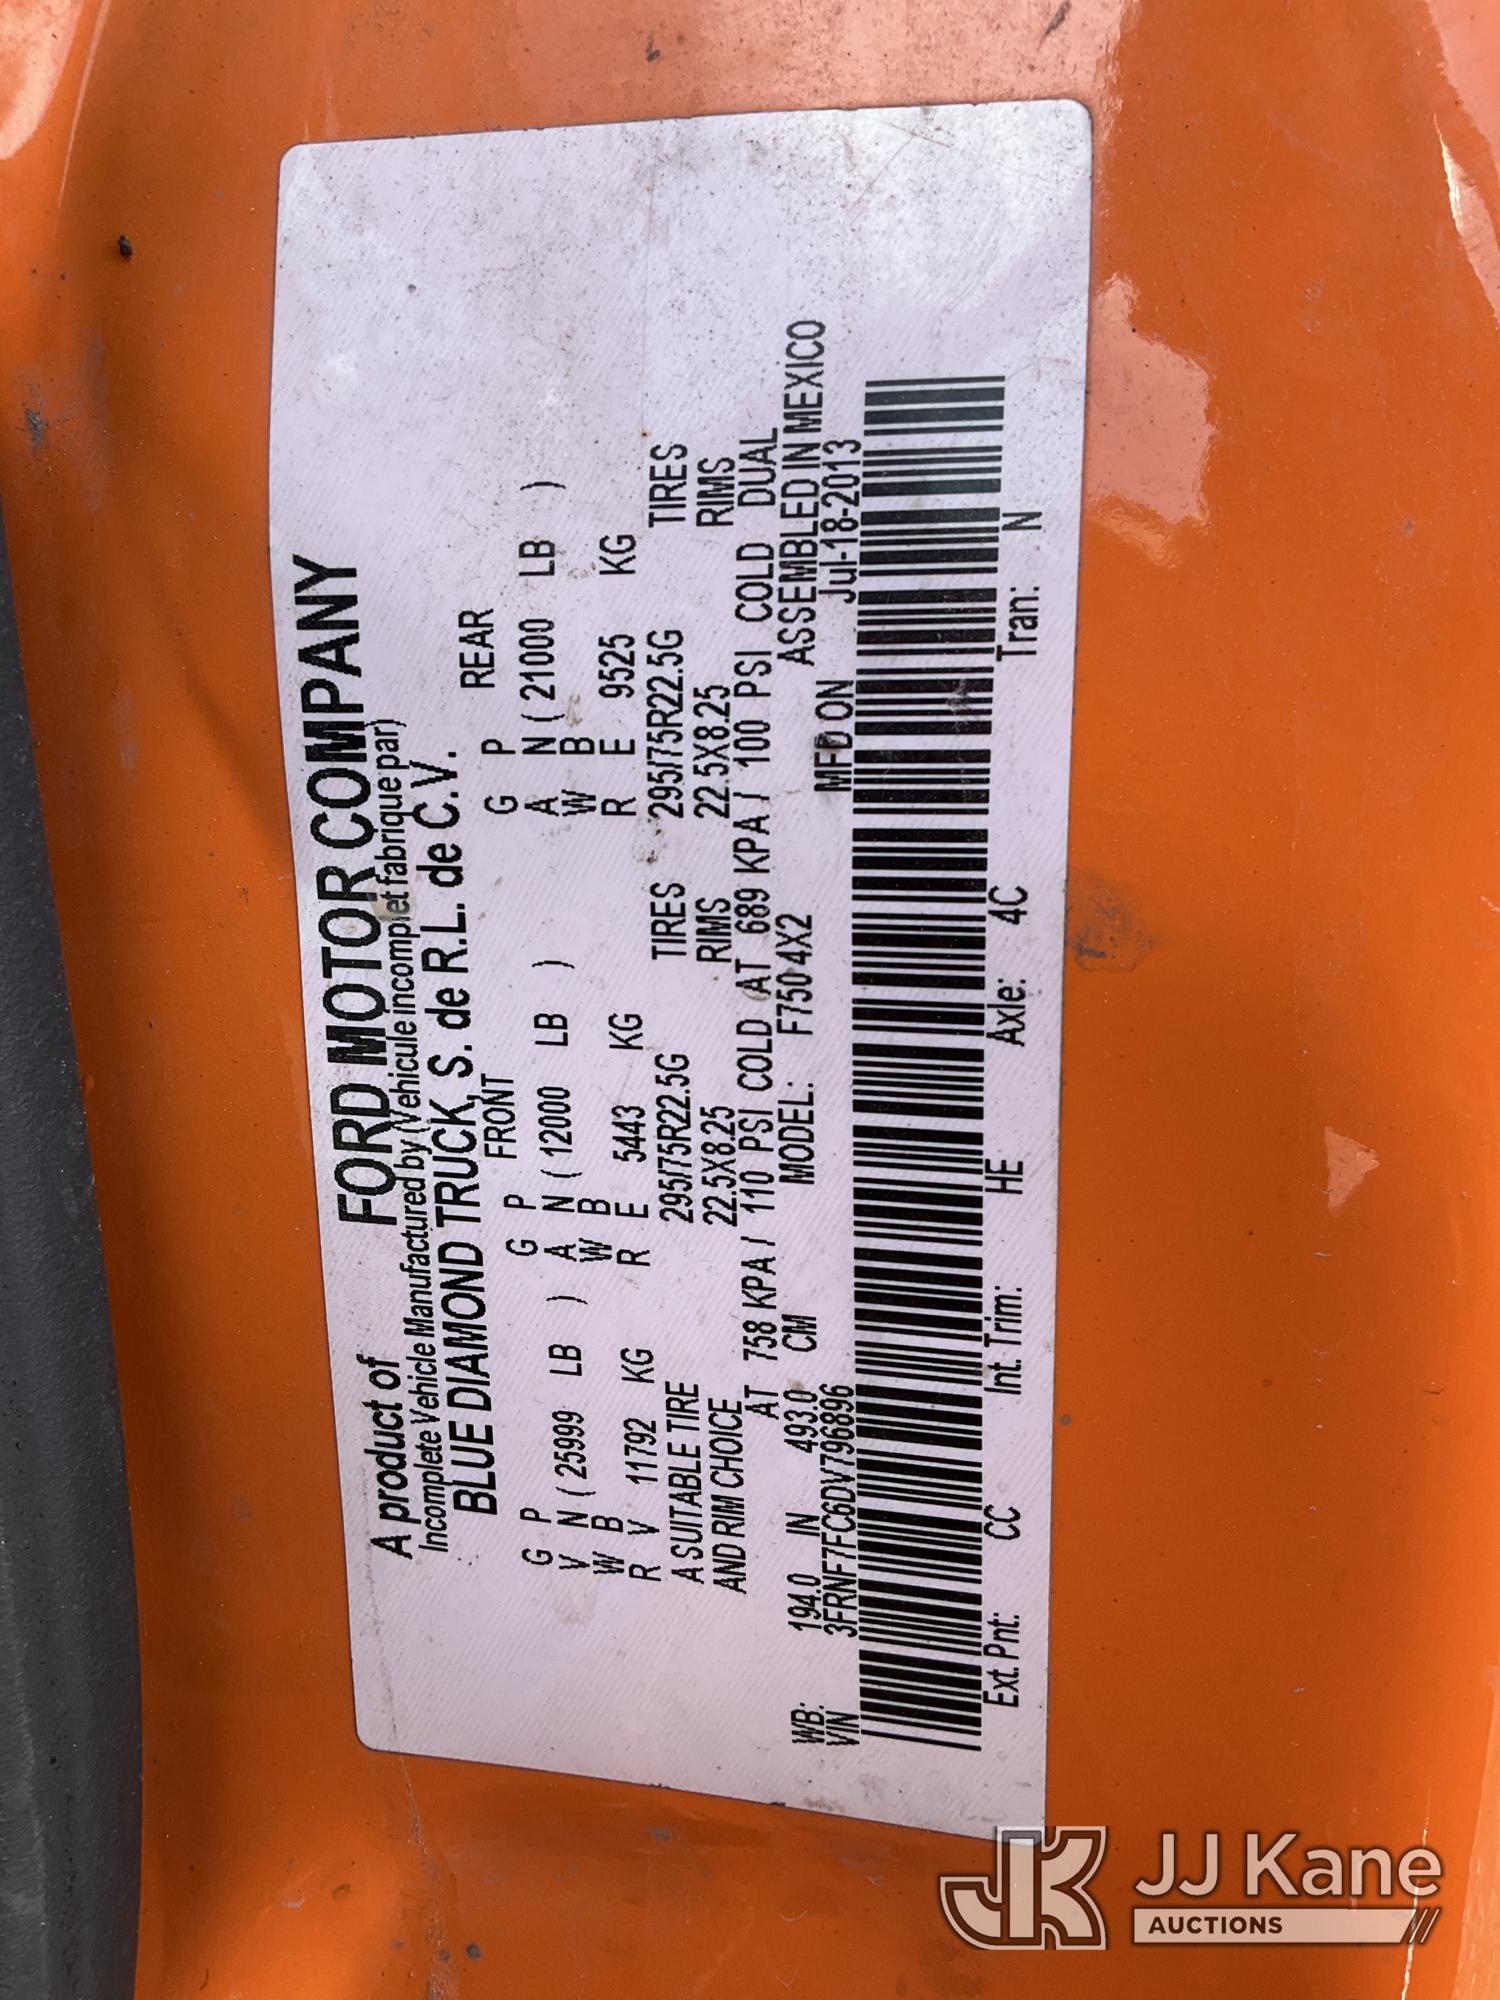 A product of FORD MOTOR COMPANY
Incomplete Vehicle Manufactured by (Vehicule incomplet fabrique par)
BLUE DIAMOND TRUCK, S. de R.L. de C.V.
FRONT REAR
G P G P G P
V N ( 25999 LB ) A N ( 12000 LB ) A N ( 21000 LB )
W B W B W B
R V 11792 KG R E 5443 KG R E 9525 KG
A SUITABLE TIRE 295/75R22.5G TIRES 295/75R22.5G TIRES
AND RIM CHOICE 22.5X8.25 RIMS 22.5X8.25 RIMS
AT 758 KPA / 110 PSI COLD AT 689 KPA / 100 PSI COLD DUAL
WB: 194.0 IN 493.0 CM MODEL: F750 4X2 ASSEMBLED IN MEXICO
VIN 3FRNF7FC6DV796896 MFD ON Jul-18-2013
Ext. Pnt: CC Int. Trim: HE Axle: 4C Tran: N
JK JJ Kane
AUCTIONS